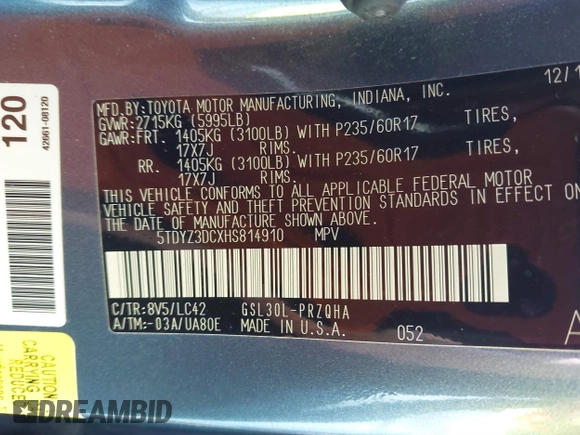 120
42661-08120
MFD.BY:TOYOTA MOTOR MANUFACTURING, INDIANA, INC. 12/1
GVWR:2715KG (5995LB)
GAWR:FRT. 1405KG (3100LB) WITH P235/60R17 TIRES,
17X7J RIMS.
RR. 1405KG (3100LB) WITH P235/60R17 TIRES,
17X7J RIMS.
THIS VEHICLE CONFORMS TO ALL APPLICABLE FEDERAL MOTOR
VEHICLE SAFETY AND THEFT PREVENTION STANDARDS IN EFFECT ON
THE DATE OF MANUFACTURE SHOWN ABOVE.
5TDYZ3DCXHS814910 MPV
C/TR:8V5/LC42 GSL30L-PRZQHA
A/TM:-03A/UA80E MADE IN U.S.A. 052
A
CAUTION
CARRYING
REDUCE
DREAMBID